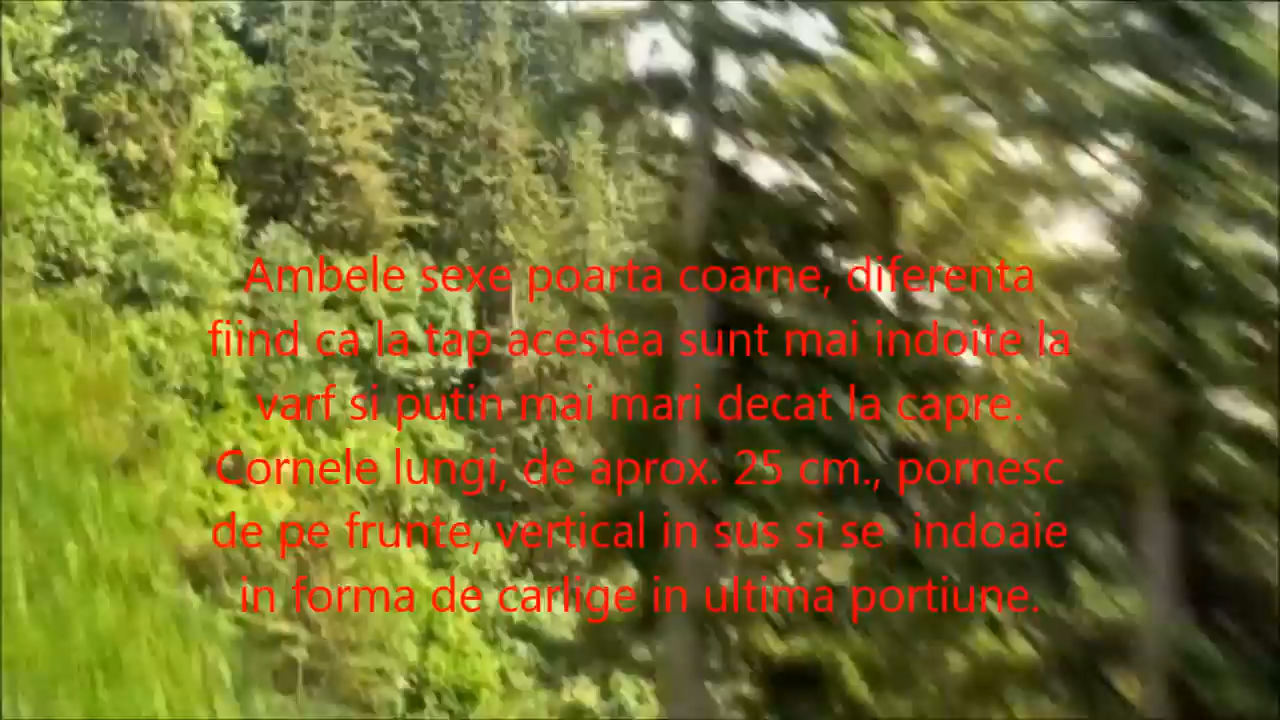 Ambele sexe poarta coarne, diferenta
fiind ca la tap acestea sunt mai indoite la
varf si putin mai mari decat la capre.
Cornele lungi, de aprox. 25 cm., pornesc
de pe frunte, vertical in sus si se  indoaie
in forma de carlige in ultima portiune.